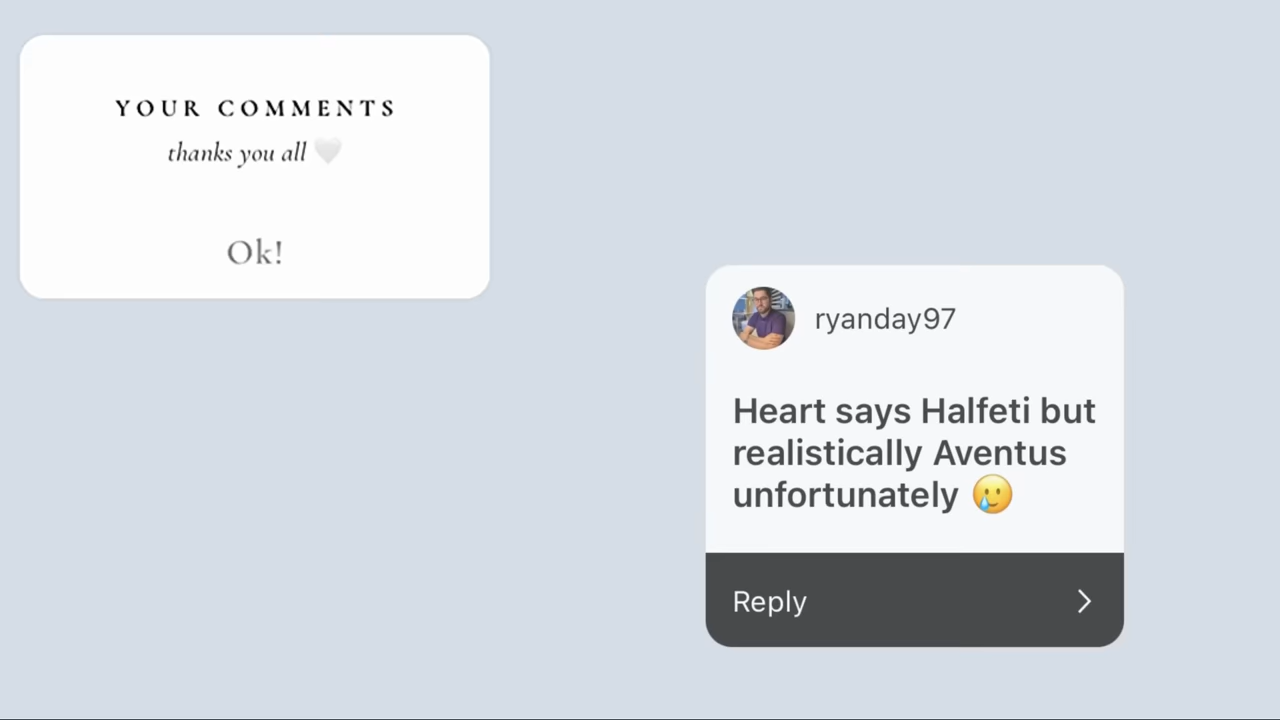 YOUR COMMENTS
thanks you all 🤍
Ok!
ryanday97
Heart says Halfeti but
realistically Aventus
unfortunately 🥲
Reply